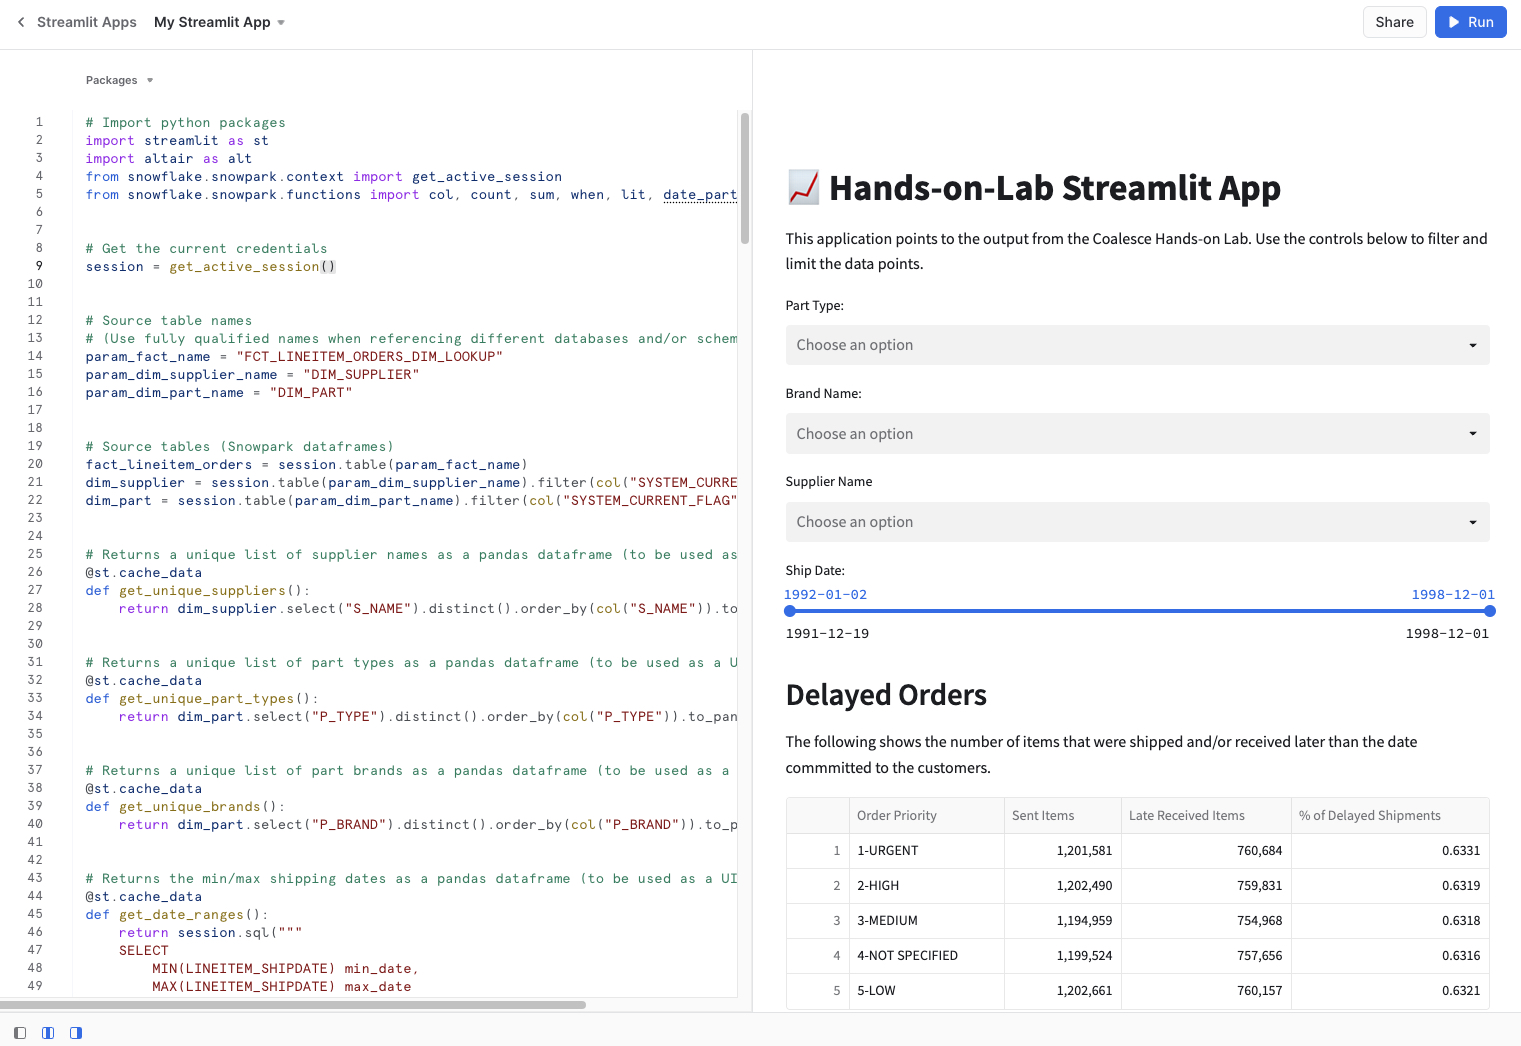 Streamlit Apps My Streamlit App
Share Run
Packages
1 # Import python packages
2 import streamlit as st
3 import altair as alt
4 from snowflake.snowpark.context import get_active_session
5 from snowflake.snowpark.functions import col, count, sum, when, lit, date_part
6
7
8 # Get the current credentials
9 session = get_active_session()
10
11
12 # Source table names
13 # (Use fully qualified names when referencing different databases and/or schem
14 param_fact_name = "FCT_LINEITEM_ORDERS_DIM_LOOKUP"
15 param_dim_supplier_name = "DIM_SUPPLIER"
16 param_dim_part_name = "DIM_PART"
17
18
19 # Source tables (Snowpark dataframes)
20 fact_lineitem_orders = session.table(param_fact_name)
21 dim_supplier = session.table(param_dim_supplier_name).filter(col("SYSTEM_CURRE
22 dim_part = session.table(param_dim_part_name).filter(col("SYSTEM_CURRENT_FLAG"
23
24
25 # Returns a unique list of supplier names as a pandas dataframe (to be used as
26 @st.cache_data
27 def get_unique_suppliers():
28 return dim_supplier.select("S_NAME").distinct().order_by(col("S_NAME")).to
29
30
31 # Returns a unique list of part types as a pandas dataframe (to be used as a U
32 @st.cache_data
33 def get_unique_part_types():
34 return dim_part.select("P_TYPE").distinct().order_by(col("P_TYPE")).to_pan
35
36
37 # Returns a unique list of part brands as a pandas dataframe (to be used as a
38 @st.cache_data
39 def get_unique_brands():
40 return dim_part.select("P_BRAND").distinct().order_by(col("P_BRAND")).to_p
41
42
43 # Returns the min/max shipping dates as a pandas dataframe (to be used as a UI
44 @st.cache_data
45 def get_date_ranges():
46 return session.sql("""
47 SELECT
48 MIN(LINEITEM_SHIPDATE) min_date,
49 MAX(LINEITEM_SHIPDATE) max_date
Hands-on-Lab Streamlit App
This application points to the output from the Coalesce Hands-on Lab. Use the controls below to filter and
limit the data points.
Part Type:
Choose an option
Brand Name:
Choose an option
Supplier Name
Choose an option
Ship Date:
1992-01-02 1998-12-01
1991-12-19 1998-12-01
Delayed Orders
The following shows the number of items that were shipped and/or received later than the date
commmitted to the customers.
Order Priority Sent Items Late Received Items % of Delayed Shipments
1 1-URGENT 1,201,581 760,684 0.6331
2 2-HIGH 1,202,490 759,831 0.6319
3 3-MEDIUM 1,194,959 754,968 0.6318
4 4-NOT SPECIFIED 1,199,524 757,656 0.6316
5 5-LOW 1,202,661 760,157 0.6321